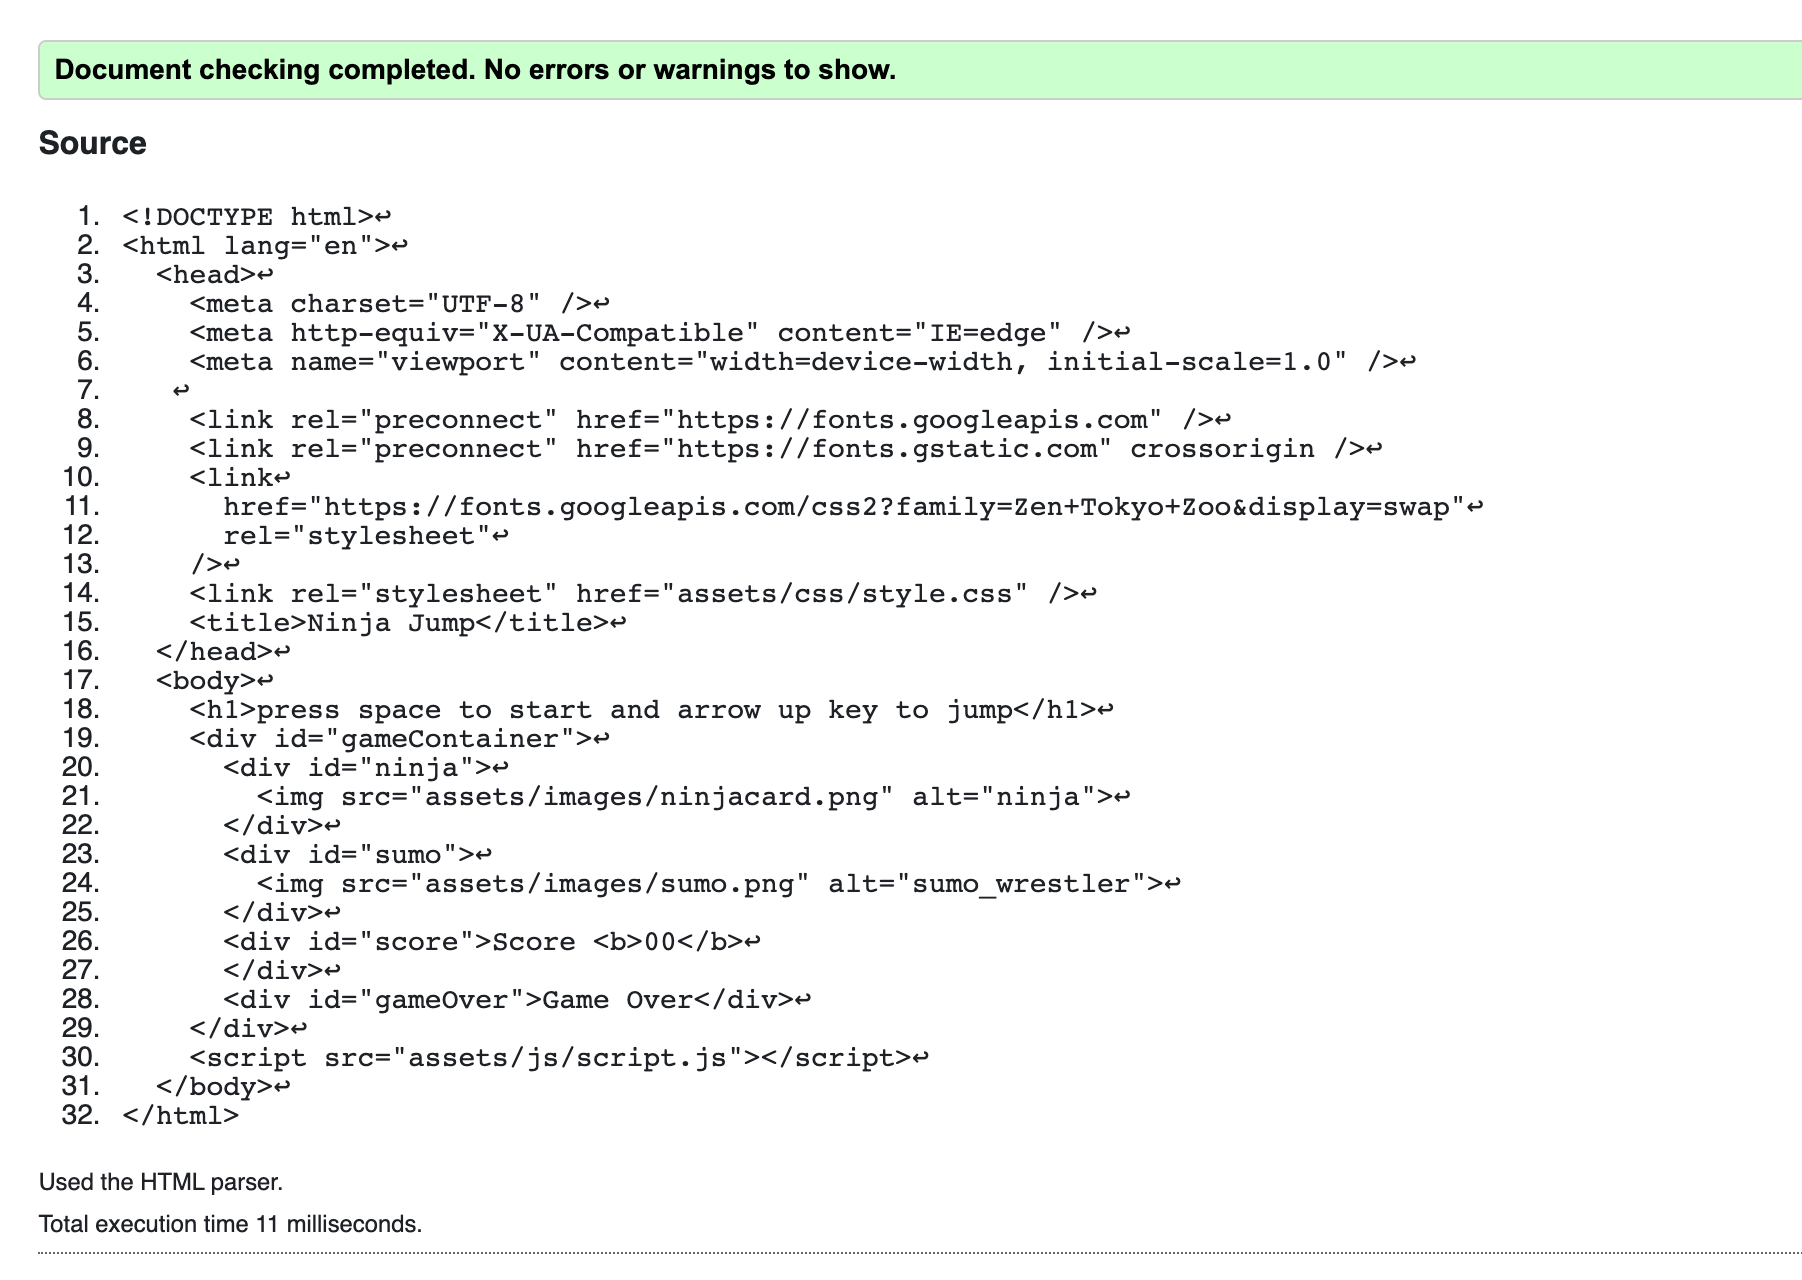 Document checking completed. No errors or warnings to show.
Source
1. <!DOCTYPE html>↩
2. <html lang="en">↩
3.   <head>↩
4.     <meta charset="UTF-8" />↩
5.     <meta http-equiv="X-UA-Compatible" content="IE=edge" />↩
6.     <meta name="viewport" content="width=device-width, initial-scale=1.0" />↩
7.    ↩
8.     <link rel="preconnect" href="https://fonts.googleapis.com" />↩
9.     <link rel="preconnect" href="https://fonts.gstatic.com" crossorigin />↩
10.     <link↩
11.       href="https://fonts.googleapis.com/css2?family=Zen+Tokyo+Zoo&display=swap"↩
12.       rel="stylesheet"↩
13.     />↩
14.     <link rel="stylesheet" href="assets/css/style.css" />↩
15.     <title>Ninja Jump</title>↩
16.   </head>↩
17.   <body>↩
18.     <h1>press space to start and arrow up key to jump</h1>↩
19.     <div id="gameContainer">↩
20.       <div id="ninja">↩
21.         <img src="assets/images/ninjacard.png" alt="ninja">↩
22.       </div>↩
23.       <div id="sumo">↩
24.         <img src="assets/images/sumo.png" alt="sumo_wrestler">↩
25.       </div>↩
26.       <div id="score">Score <b>00</b>↩
27.       </div>↩
28.       <div id="gameOver">Game Over</div>↩
29.     </div>↩
30.     <script src="assets/js/script.js"></script>↩
31.   </body>↩
32. </html>
Used the HTML parser.
Total execution time 11 milliseconds.